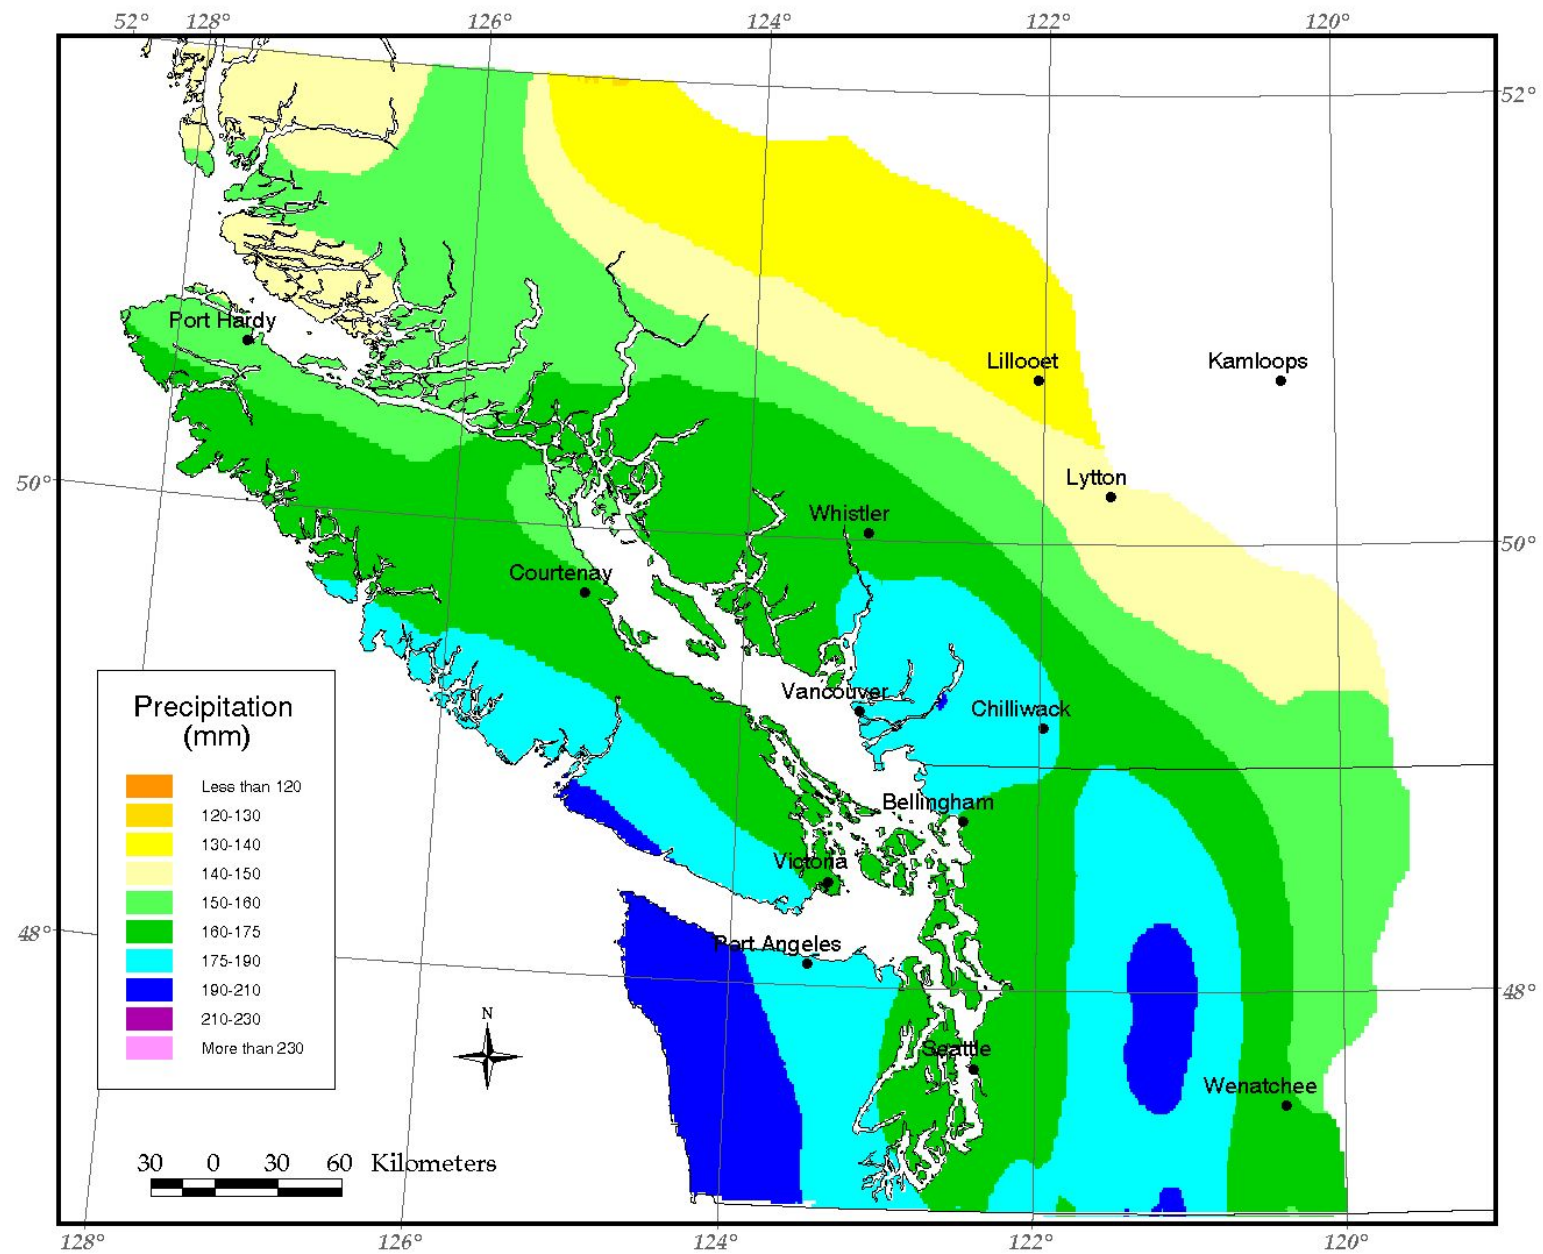 52° 128° 126° 124° 122° 120°
52°
Port Hardy
Lillooet
Kamloops
50°
Lytton
Whistler
50°
Courtenay
Vancouver
Chilliwack
Precipitation
(mm)
Less than 120
120-130
130-140
140-150
150-160
160-175
175-190
190-210
210-230
More than 230
Bellingham
Victoria
48°
Port Angeles
48°
N
Seattle
Wenatchee
30 0 30 60 Kilometers
128° 126° 124° 122° 120°